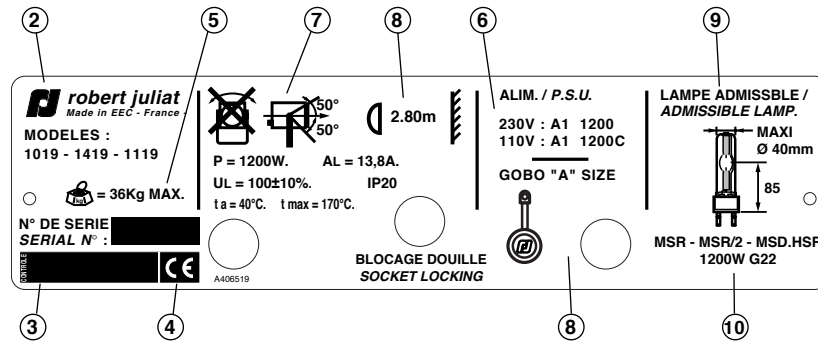 2
5
7
8
6
9
robert juliat
Made in EEC - France -
MODELES :
1019 - 1419 - 1119
kg
= 36Kg MAX.
N° DE SERIE
SERIAL N° :
CONTROLE
CE
50°
50°
2.80m
P = 1200W. AL = 13,8A.
UL = 100±10%. IP20
t a = 40°C. t max = 170°C.
A406519
BLOCAGE DOUILLE
SOCKET LOCKING
ALIM. / P.S.U.
230V : A1 1200
110V : A1 1200C
GOBO "A" SIZE
LAMPE ADMISSBLE /
ADMISSIBLE LAMP.
MAXI
Ø 40mm
85
MSR - MSR/2 - MSD.HSR
1200W G22
3
4
8
10